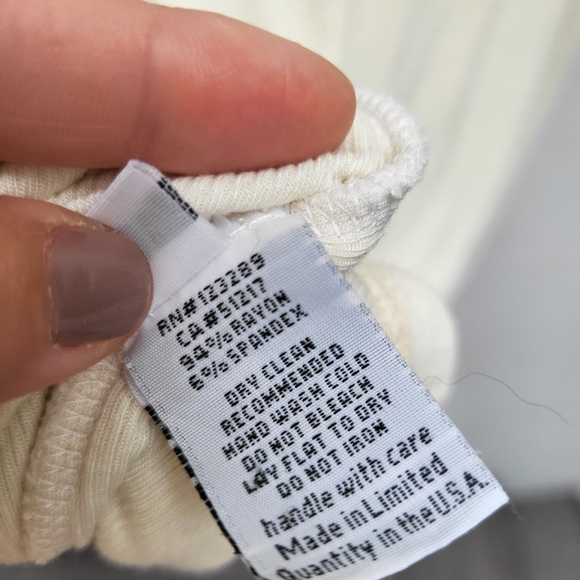 RN#123289
CA#51217
94%RAYON
6%SPANDEX
DRY CLEAN
RECOMMENDED
HAND WASH COLD
DO NOT BLEACH
LAY FLAT TO DRY
DO NOT IRON
handle with care
Made in Limited
Quantity in the U.S.A.